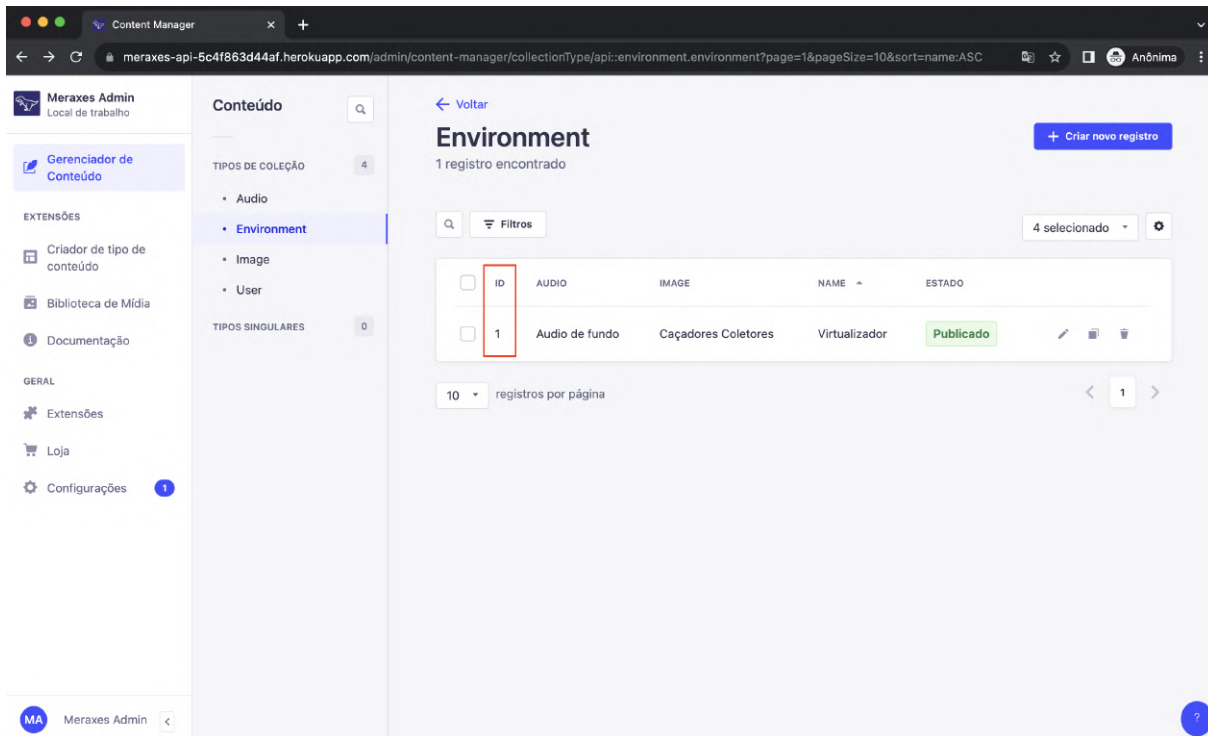 Content Manager
meraxes-api-5c4f863d44af.herokuapp.com/admin/content-manager/collectionType/api::environment.environment?page=1&pageSize=10&sort=name:ASC
Anônima
Meraxes Admin
Local de trabalho
Gerenciador de
Conteúdo
EXTENSÕES
Criador de tipo de
conteúdo
Biblioteca de Mídia
Documentação
GERAL
Extensões
Loja
Configurações 1
MA Meraxes Admin
Conteúdo
TIPOS DE COLEÇÃO 4
Audio
Environment
Image
User
TIPOS SINGULARES 0
Voltar
Environment
1 registro encontrado
+ Criar novo registro
Filtros
4 selecionado
ID AUDIO IMAGE NAME ESTADO
1 Audio de fundo Caçadores Coletores Virtualizador Publicado
10 registros por página
1
?